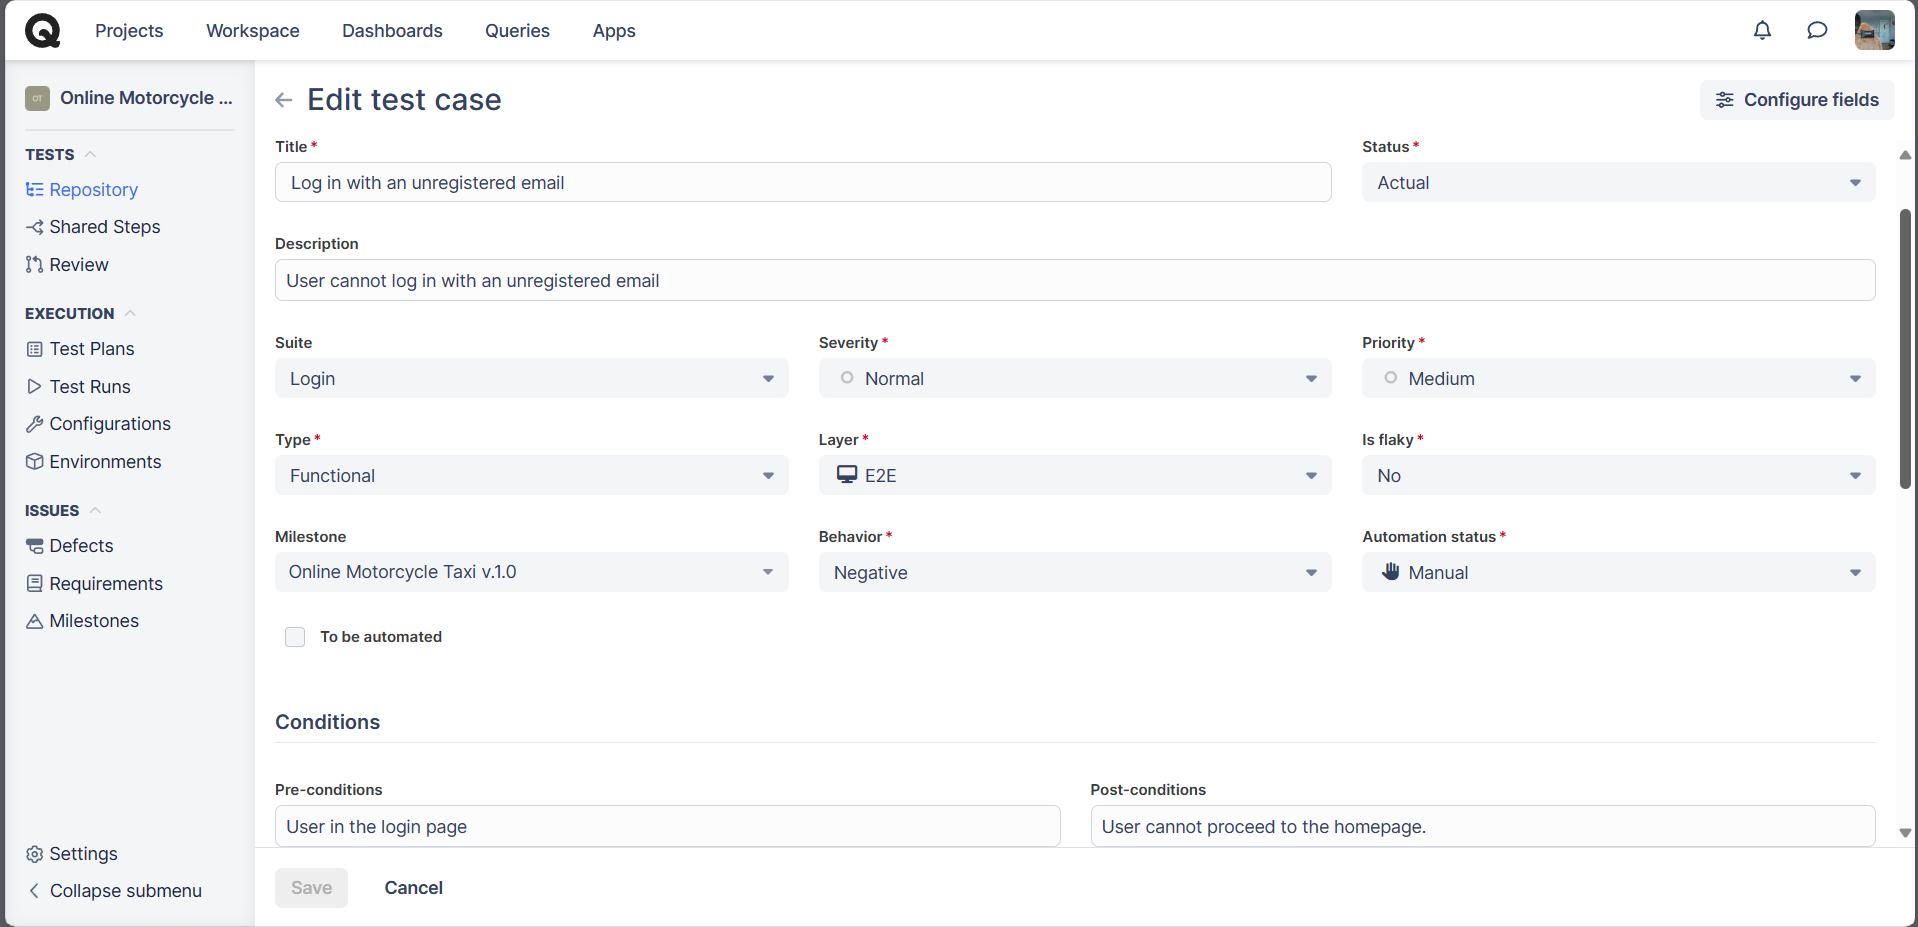 Projects Workspace Dashboards Queries Apps
OT Online Motorcycle ...
Edit test case
Configure fields
TESTS
Repository
Shared Steps
Review
EXECUTION
Test Plans
Test Runs
Configurations
Environments
ISSUES
Defects
Requirements
Milestones
Settings
Collapse submenu
Title *
Log in with an unregistered email
Status *
Actual
Description
User cannot log in with an unregistered email
Suite
Login
Severity *
Normal
Priority *
Medium
Type *
Functional
Layer *
E2E
Is flaky *
No
Milestone
Online Motorcycle Taxi v.1.0
Behavior *
Negative
Automation status *
Manual
To be automated
Conditions
Pre-conditions
User in the login page
Post-conditions
User cannot proceed to the homepage.
Save Cancel